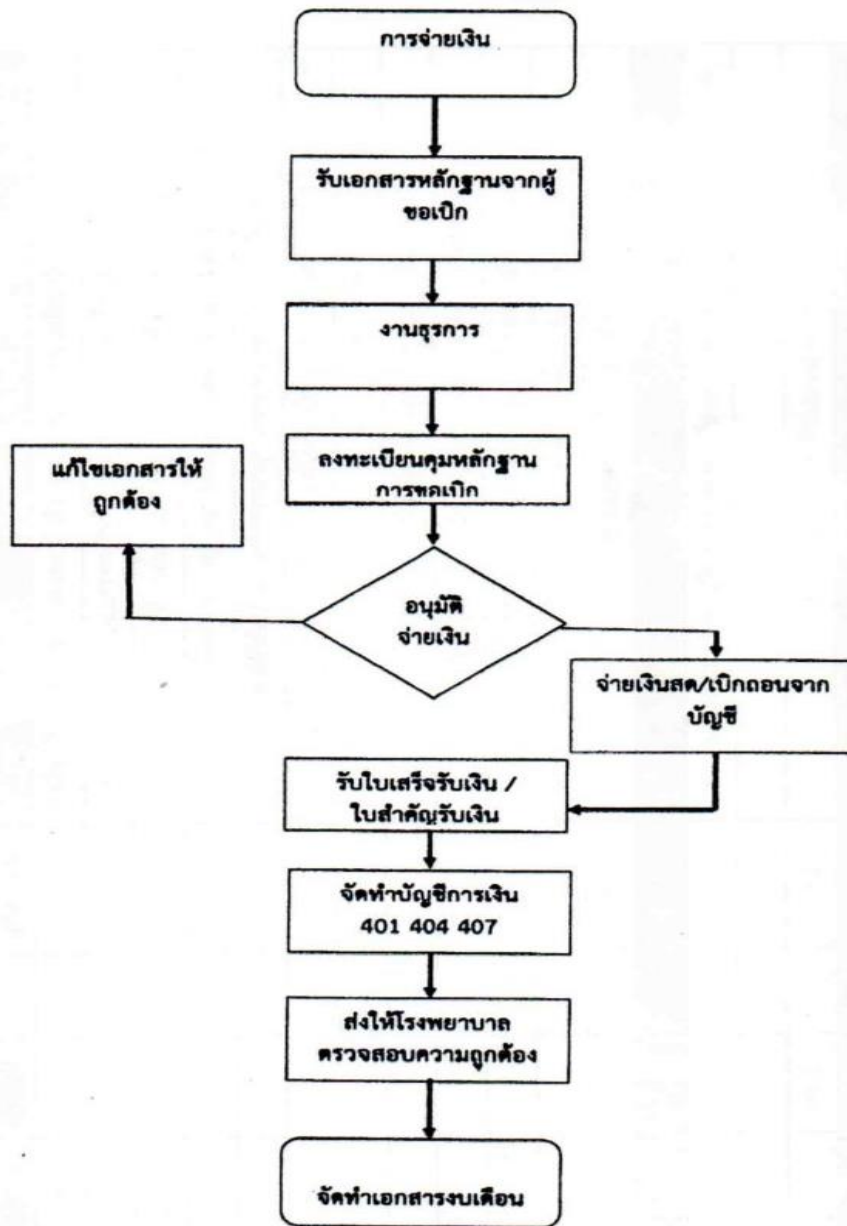 การจ่ายเงิน
รับเอกสารหลักฐานจากผู้
ขอเบิก
งานธุรการ
ลงทะเบียนคุมหลักฐาน
การขอเบิก
แก้ไขเอกสารให้
ถูกต้อง
อนุมัติ
จ่ายเงิน
จ่ายเงินสด/เบิกถอนจาก
บัญชี
รับใบเสร็จรับเงิน /
ใบสำคัญรับเงิน
จัดทำบัญชีการเงิน
401 404 407
ส่งให้โรงพยาบาล
ตรวจสอบความถูกต้อง
จัดทำเอกสารงบเดือน